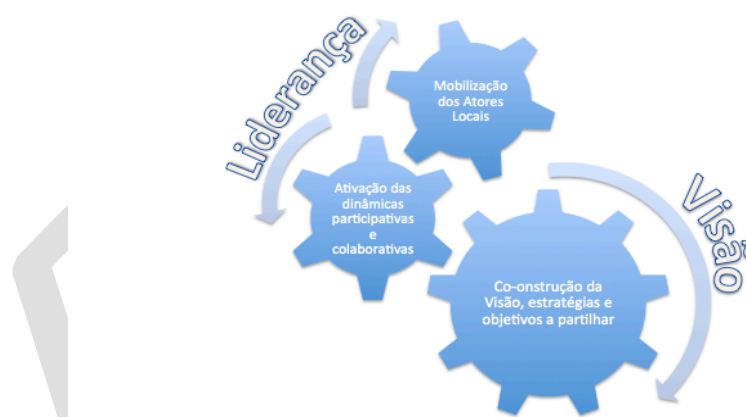 Liderança
Mobilização
dos Atores
Locais
Ativação das
dinâmicas
participativas
e
colaborativas
Visão
Co-onstrução da
Visão, estratégias e
objetivos a partilhar